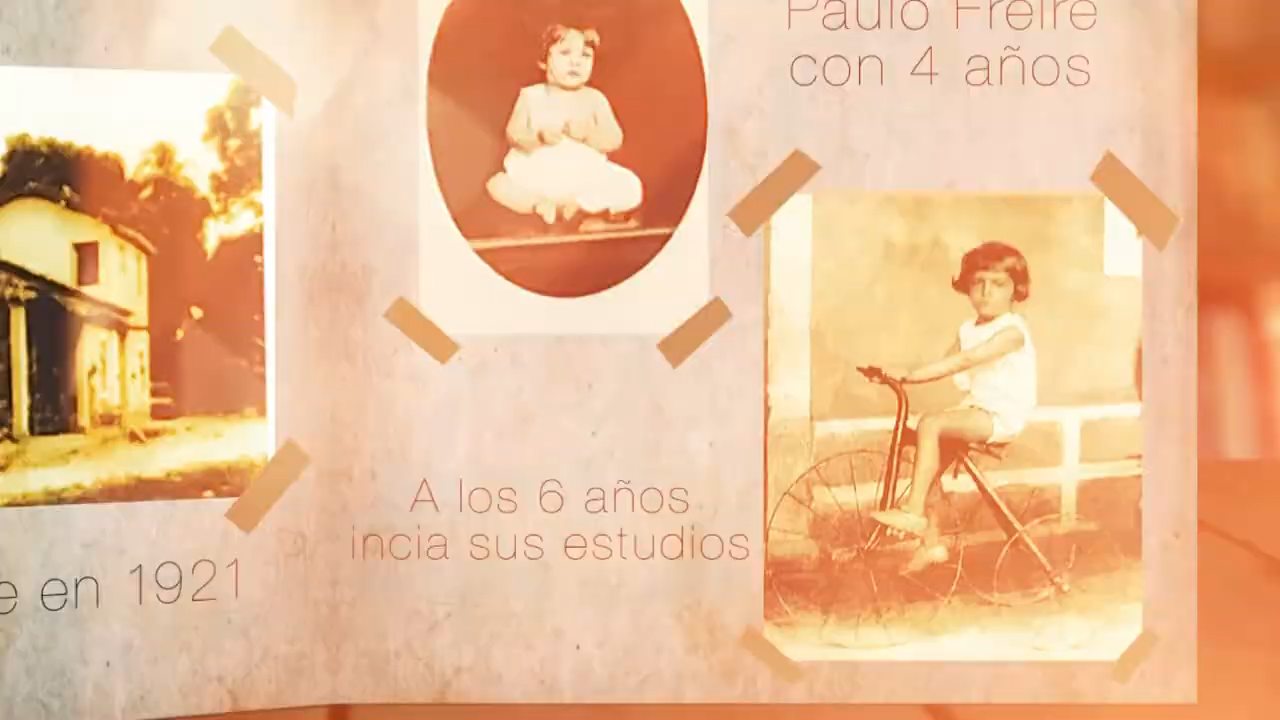 Paulo Freire
con 4 años
A los 6 años
incia sus estudios
e en 1921